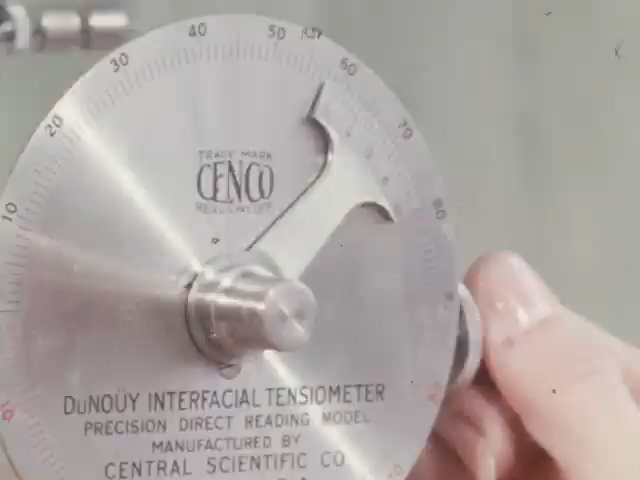 40
50
30
60
20
70
TRADE MARK
CENCO
10
80
DuNOÜY INTERFACIAL TENSIOMETER
PRECISION DIRECT READING MODEL
MANUFACTURED BY
10
CENTRAL SCIENTIFIC CO